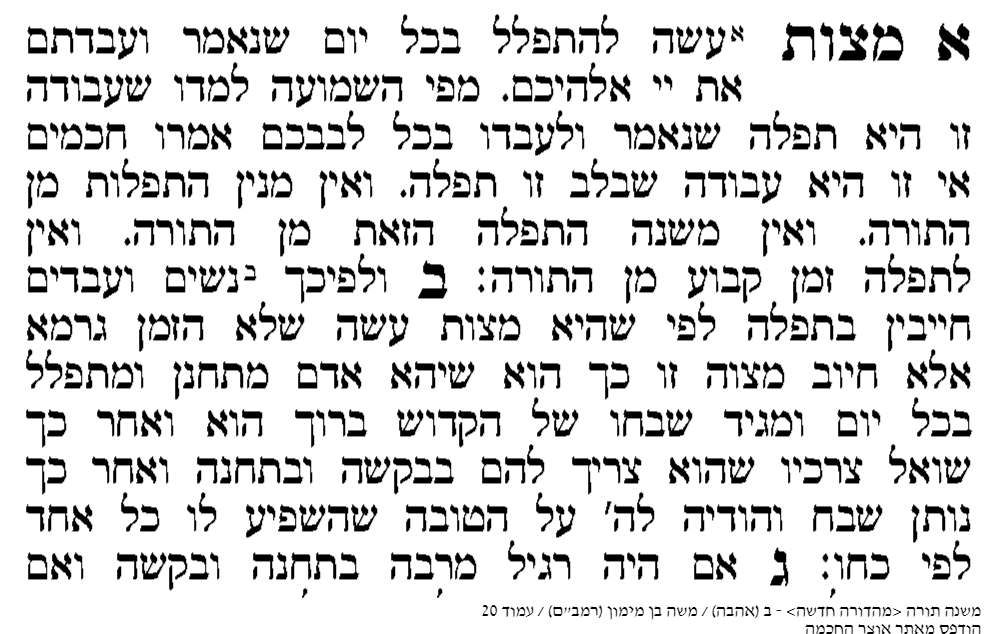 א מצות א עשה להתפלל בכל יום שנאמר ועבדתם
את יי אלהיכם. מפי השמועה למדו שעבודה
זו היא תפלה שנאמר ולעבדו בכל לבבכם אמרו חכמים
אי זו היא עבודה שבלב זו תפלה. ואין מנין התפלות מן
התורה. ואין משנה התפלה הזאת מן התורה. ואין
לתפלה זמן קבוע מן התורה: ב ולפיכך ב נשים ועבדים
חייבין בתפלה לפי שהיא מצות עשה שלא הזמן גרמא
אלא חיוב מצוה זו כך הוא שיהא אדם מתחנן ומתפלל
בכל יום ומגיד שבחו של הקדוש ברוך הוא ואחר כך
שואל צרכיו שהוא צריך להם בבקשה ובתחנה ואחר כך
נותן שבח והודיה לה' על הטובה שהשפיע לו כל אחד
לפי כחו: ג אם היה רגיל מרבה בתחנה ובקשה ואם
משנה תורה <מהדורה חדשה> - ב (אהבה) / משה בן מימון (רמב"ם) / עמוד 20
הודפס מאתר אוצר החכמה